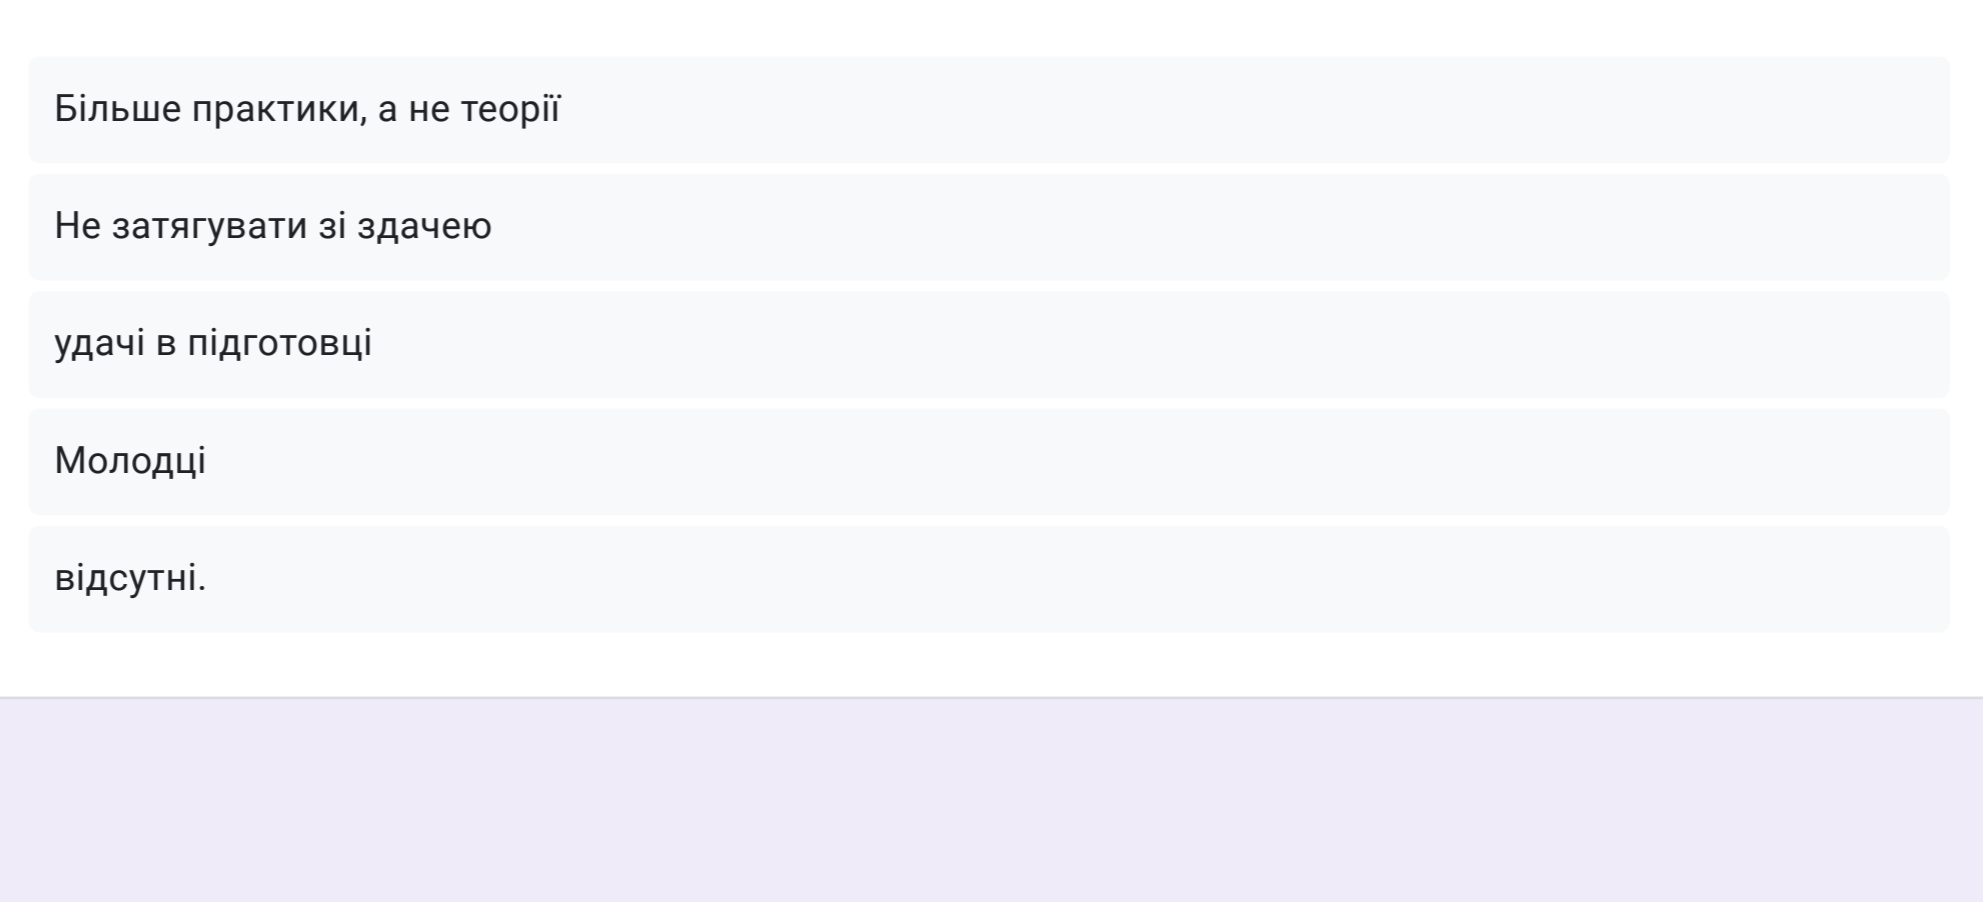 Більше практики, а не теорії
Не затягувати зі здачею
удачі в підготовці
Молодці
відсутні.